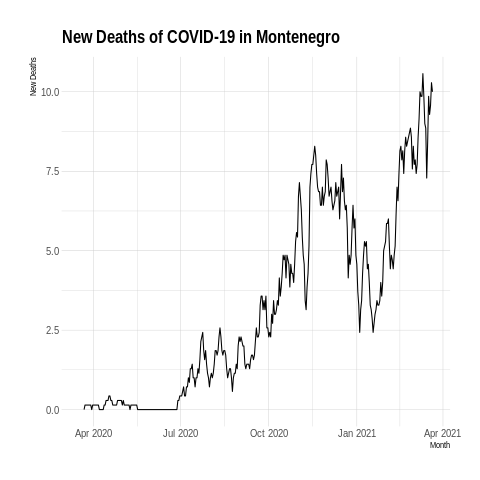 New Deaths of COVID-19 in Montenegro
New Deaths
10.0
7.5
5.0
2.5
0.0
Apr 2020 Jul 2020 Oct 2020 Jan 2021 Apr 2021
Month